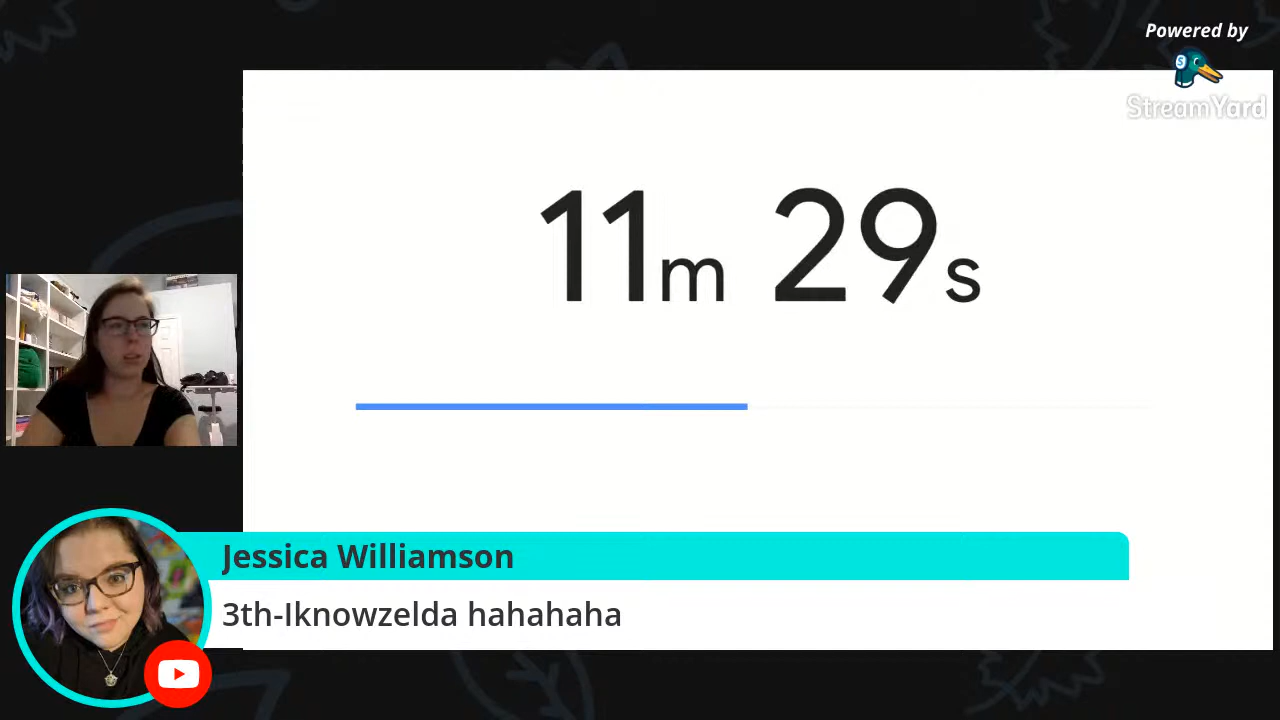 Powered by
StreamYard
11m 29s
Jessica Williamson
3th-Iknowzelda hahahaha